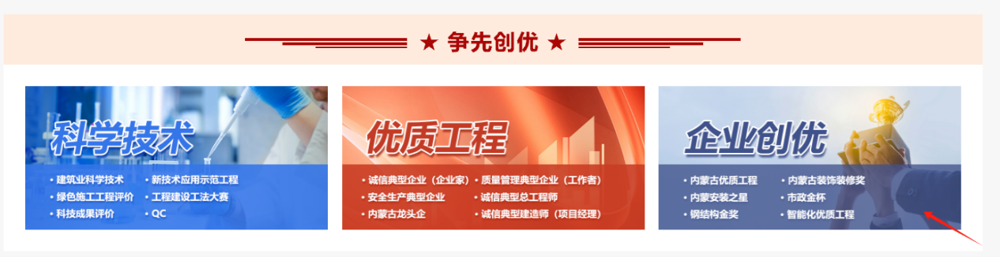 ★ 争先创优 ★
科学技术
· 建筑业科学技术 · 新技术应用示范工程
· 绿色施工工程评价 · 工程建设工法大赛
· 科技成果评价 · QC
优质工程
· 诚信典型企业（企业家） · 质量管理典型企业（工作者）
· 安全生产典型企业 · 诚信典型总工程师
· 内蒙古龙头企 · 诚信典型建造师（项目经理）
企业创优
· 内蒙古优质工程 · 内蒙古装饰装修奖
· 内蒙安装之星 · 市政金杯
· 钢结构金奖 · 智能化优质工程